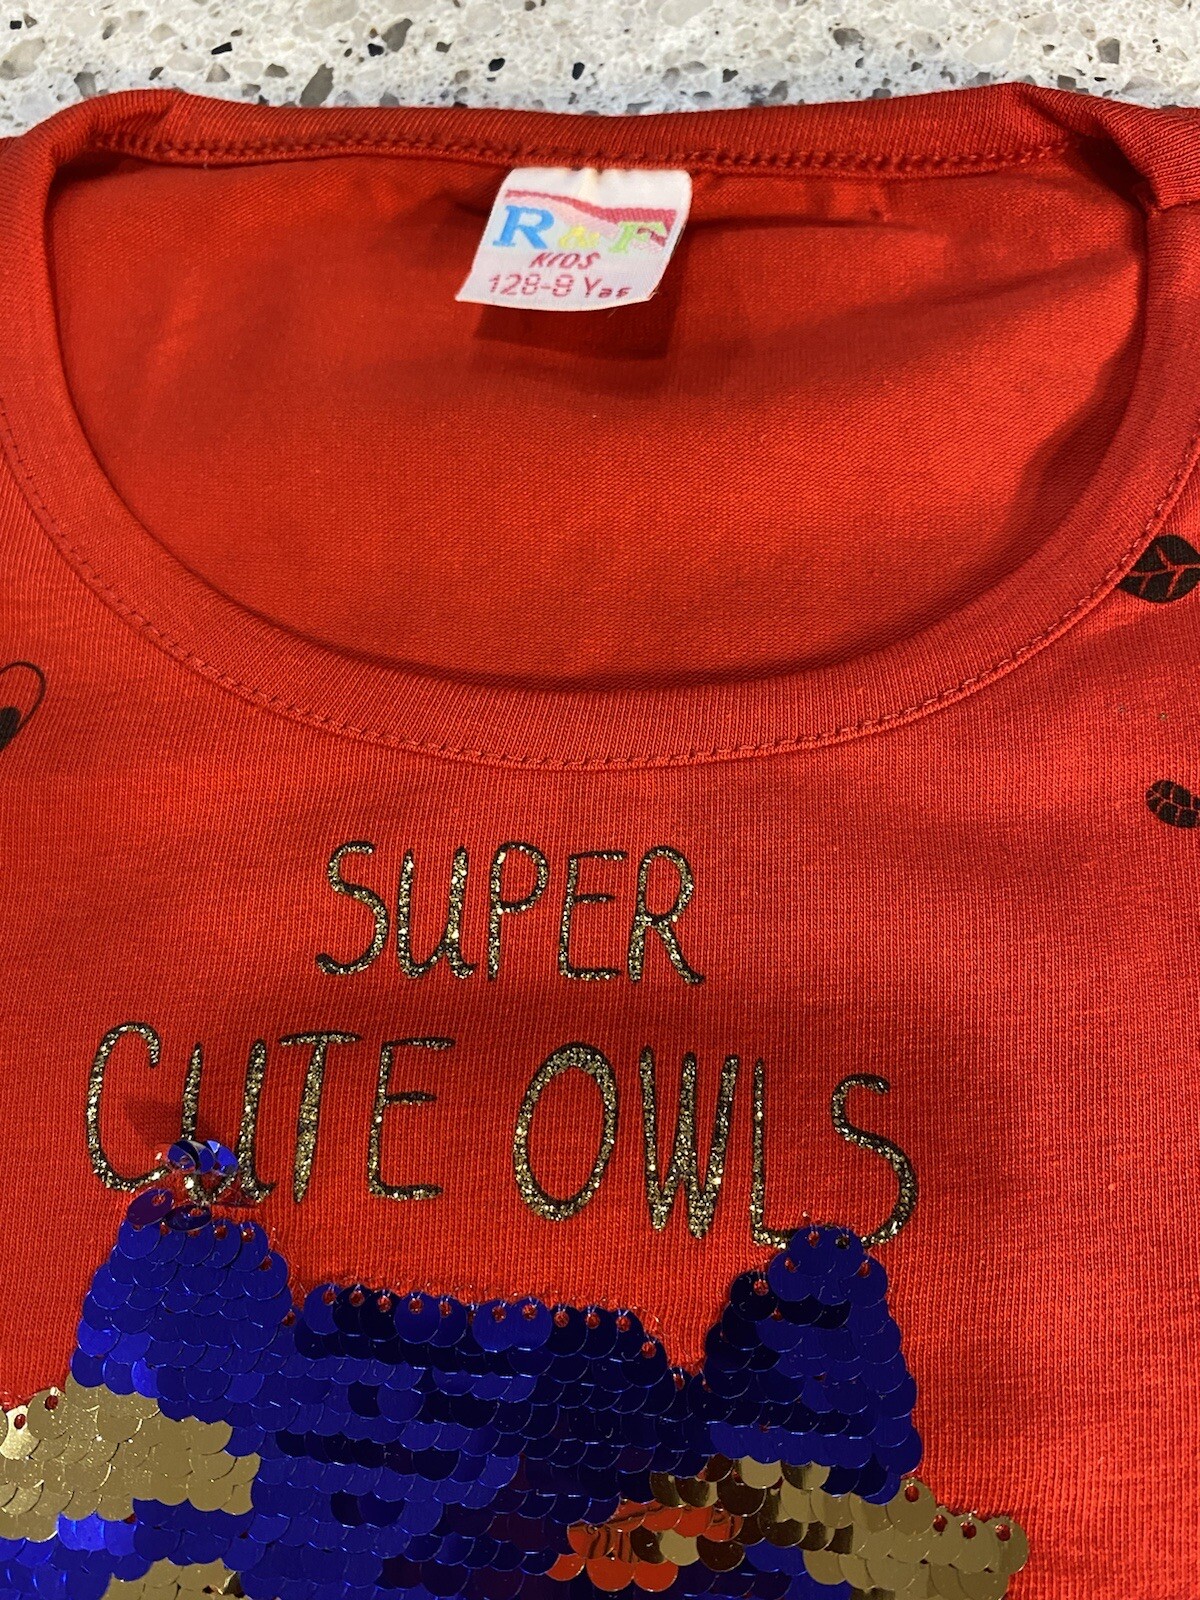 R & F
KIDS
128-8 Yaş
SUPER
CUTE OWLS